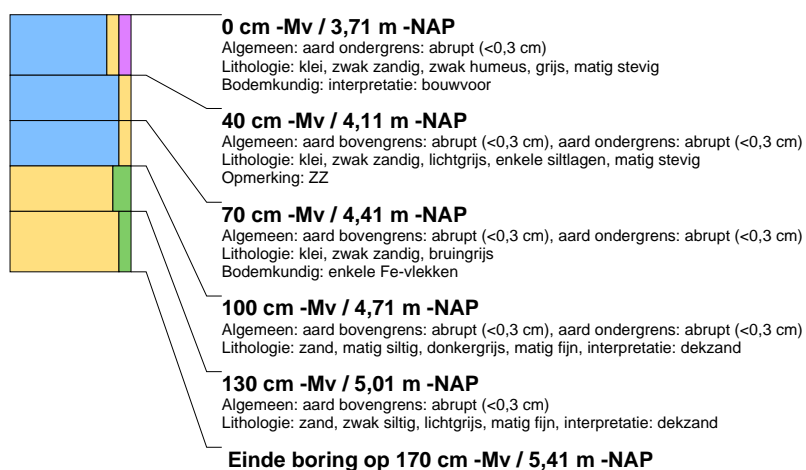 0 cm -Mv / 3,71 m -NAP
Algemeen: aard ondergrens: abrupt (<0,3 cm)
Lithologie: klei, zwak zandig, zwak humeus, grijs, matig stevig
Bodemkundig: interpretatie: bouwvoor
40 cm -Mv / 4,11 m -NAP
Algemeen: aard bovengrens: abrupt (<0,3 cm), aard ondergrens: abrupt (<0,3 cm)
Lithologie: klei, zwak zandig, lichtgrijs, enkele siltlagen, matig stevig
Opmerking: ZZ
70 cm -Mv / 4,41 m -NAP
Algemeen: aard bovengrens: abrupt (<0,3 cm), aard ondergrens: abrupt (<0,3 cm)
Lithologie: klei, zwak zandig, bruingrijs
Bodemkundig: enkele Fe-vlekken
100 cm -Mv / 4,71 m -NAP
Algemeen: aard bovengrens: abrupt (<0,3 cm), aard ondergrens: abrupt (<0,3 cm)
Lithologie: zand, matig siltig, donkergrijs, matig fijn, interpretatie: dekzand
130 cm -Mv / 5,01 m -NAP
Algemeen: aard bovengrens: abrupt (<0,3 cm)
Lithologie: zand, zwak siltig, lichtgrijs, matig fijn, interpretatie: dekzand
Einde boring op 170 cm -Mv / 5,41 m -NAP